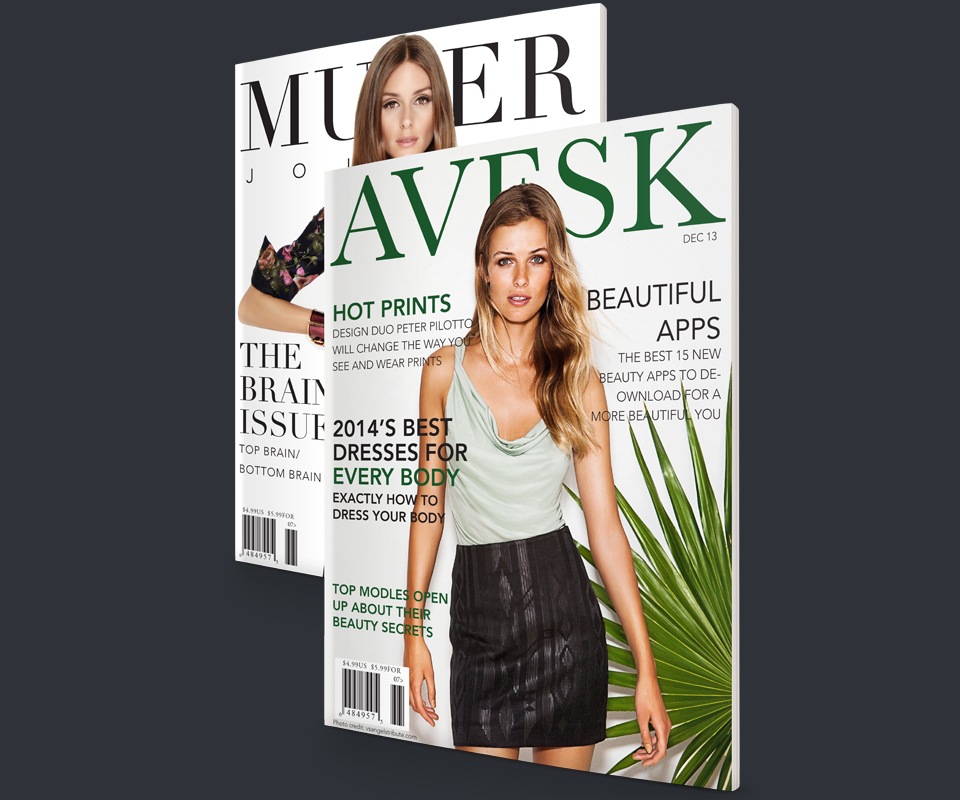 MU ER
J O
THE
BRAIN
ISSUE
TOP BRAIN/
BOTTOM BRAIN
$4.99US $5.99FOR
07>
0 484957 5
AVESK
DEC 13
HOT PRINTS
DESIGN DUO PETER PILOTTO
WILL CHANGE THE WAY YOU
SEE AND WEAR PRINTS
BEAUTIFUL
APPS
THE BEST 15 NEW
BEAUTY APPS TO DE-
OWNLOAD FOR A
MORE BEAUTIFUL YOU
2014'S BEST
DRESSES FOR
EVERY BODY
EXACTLY HOW TO
DRESS YOUR BODY
TOP MODLES OPEN
UP ABOUT THEIR
BEAUTY SECRETS
$4.99US $5.99FOR
07>
0 484957 5
Photo credit: vsangelstribute.com